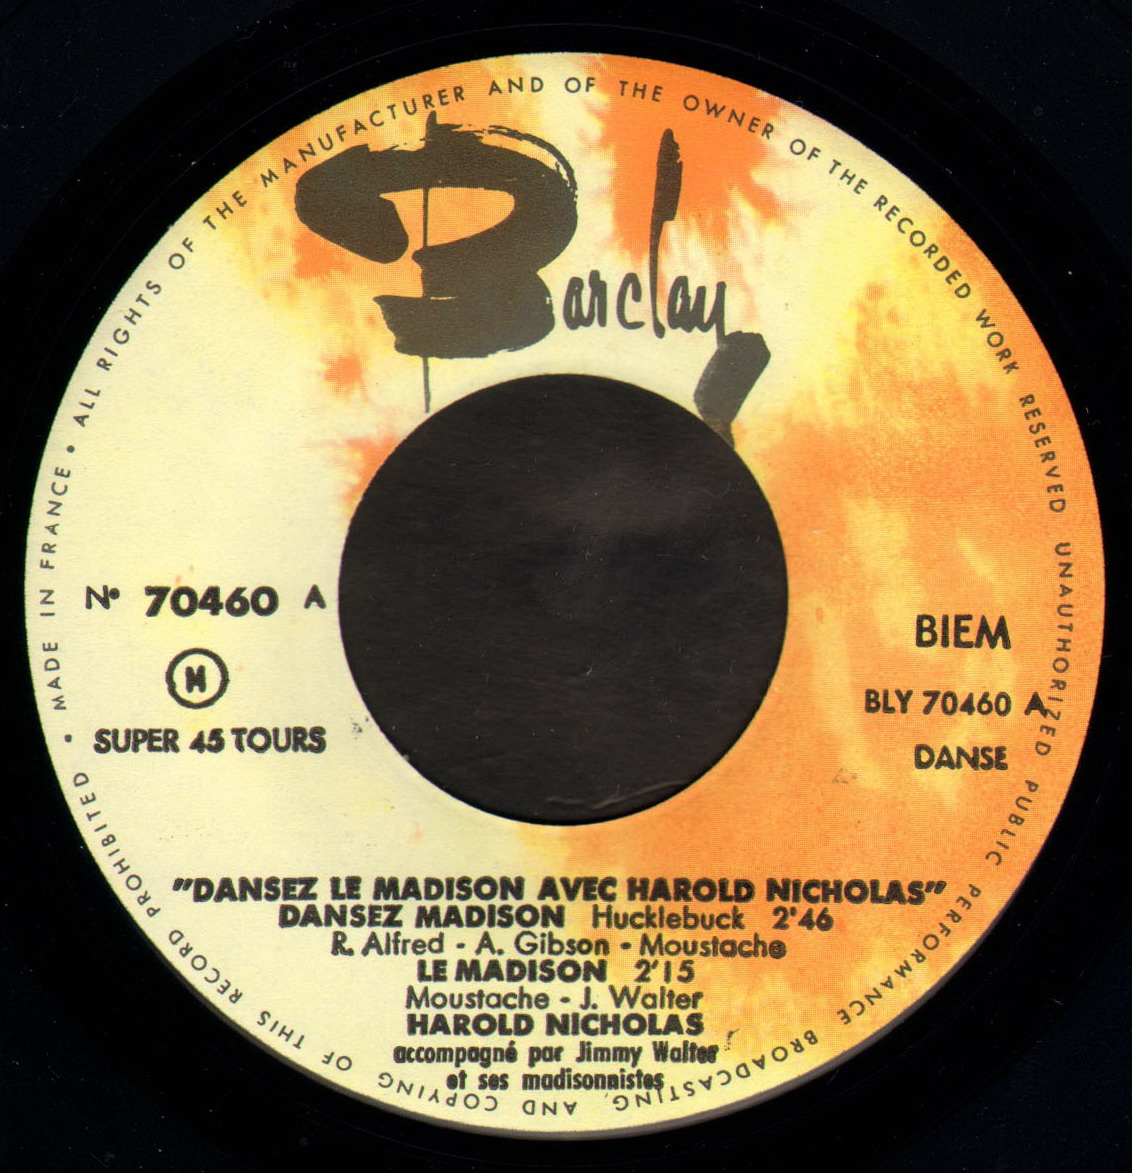 MADE IN FRANCE • ALL RIGHTS OF THE MANUFACTURER AND OF THE OWNER OF THE RECORDED WORK RESERVED UNAUTHORIZED PUBLIC PERFORMANCE BROADCASTING, AND COPYING OF THIS RECORD PROHIBITED •
Barclay
N° 70460 A
M
SUPER 45 TOURS
BIEM
BLY 70460 A
DANSE
"DANSEZ LE MADISON AVEC HAROLD NICHOLAS"
DANSEZ MADISON Hucklebuck 2'46
R. Alfred - A. Gibson - Moustache
LE MADISON 2'15
Moustache - J. Walter
HAROLD NICHOLAS
accompagné par Jimmy Walter
et ses madisonnistes